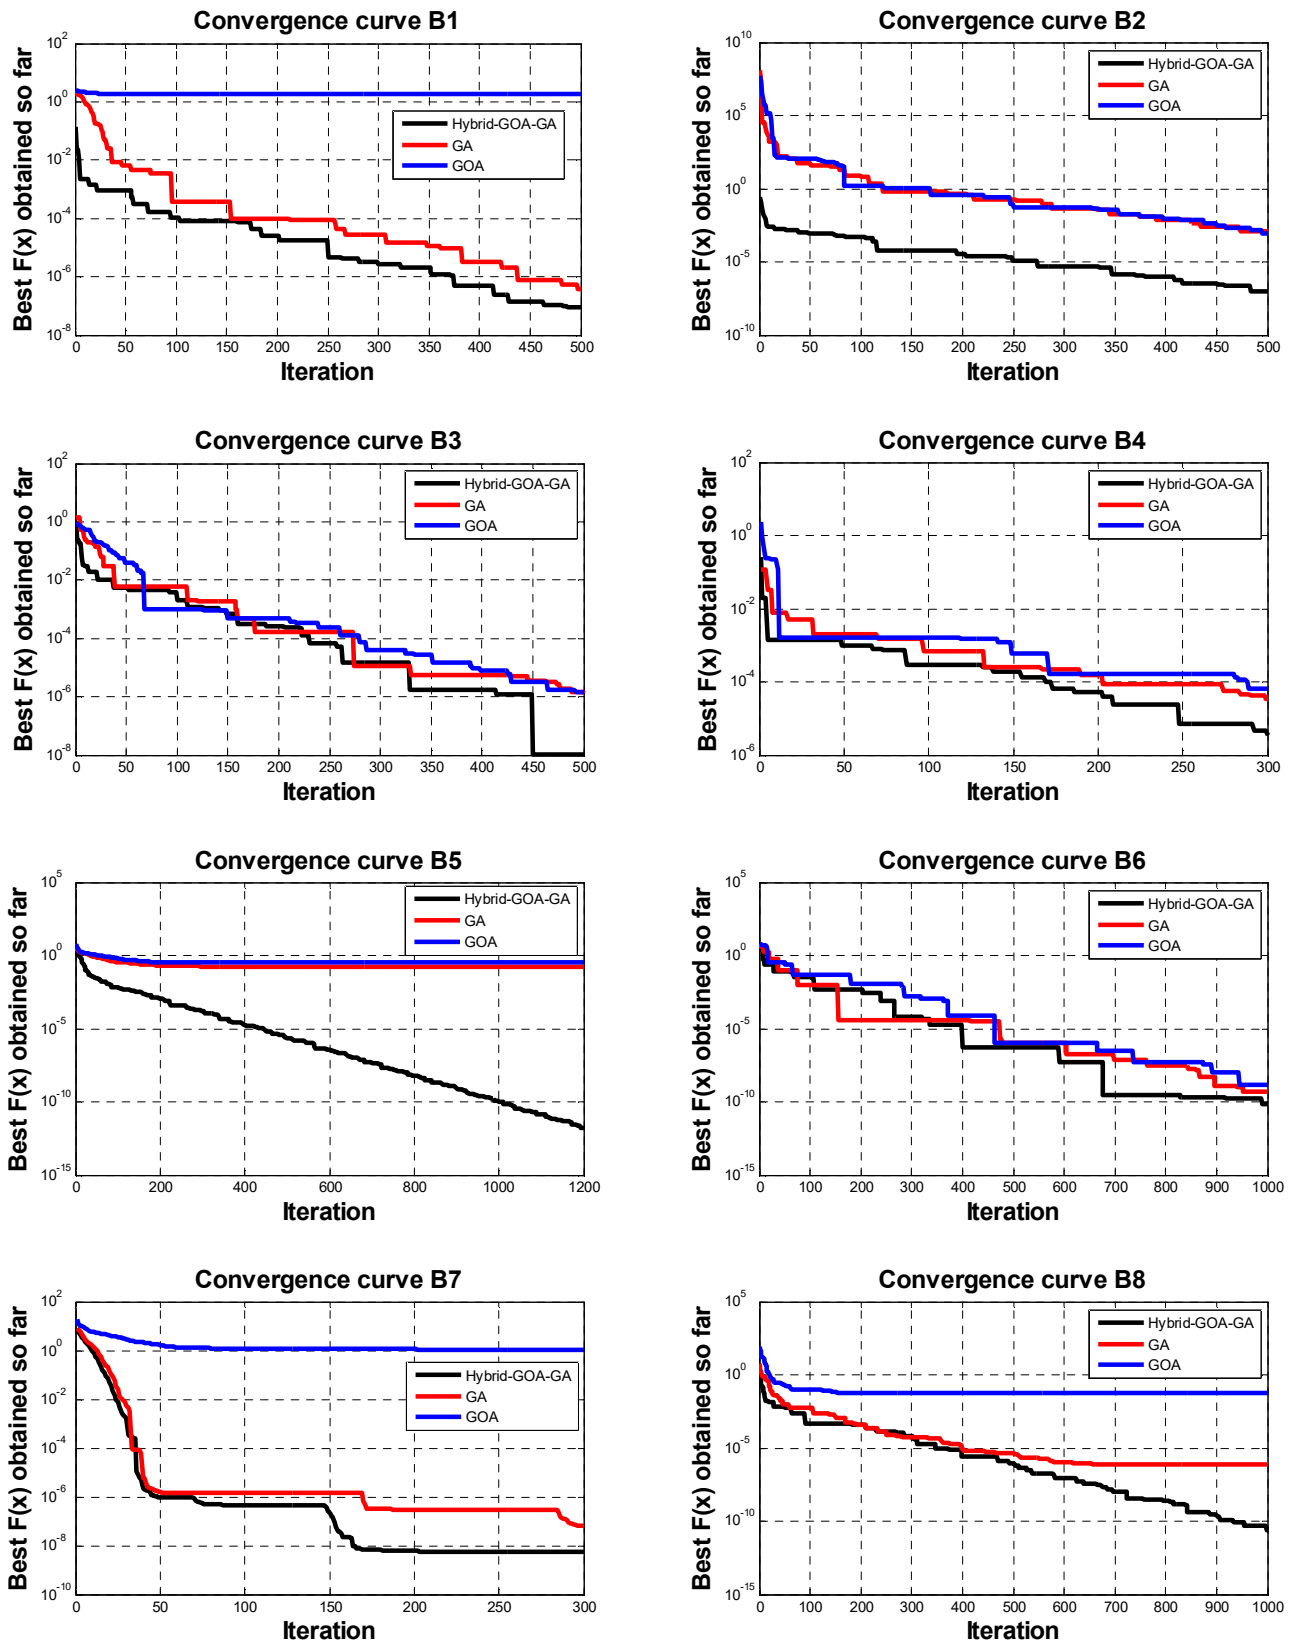 Convergence curve B1
Best F(x) obtained so far
10^2
10^0
10^-2
10^-4
10^-6
10^-8
Hybrid-GOA-GA
GA
GOA
0 50 100 150 200 250 300 350 400 450 500
Iteration
Convergence curve B2
Best F(x) obtained so far
10^10
10^5
10^0
10^-5
10^-10
Hybrid-GOA-GA
GA
GOA
0 50 100 150 200 250 300 350 400 450 500
Iteration
Convergence curve B3
Best F(x) obtained so far
10^2
10^0
10^-2
10^-4
10^-6
10^-8
Hybrid-GOA-GA
GA
GOA
0 50 100 150 200 250 300 350 400 450 500
Iteration
Convergence curve B4
Best F(x) obtained so far
10^2
10^0
10^-2
10^-4
10^-6
Hybrid-GOA-GA
GA
GOA
0 50 100 150 200 250 300
Iteration
Convergence curve B5
Best F(x) obtained so far
10^5
10^0
10^-5
10^-10
10^-15
Hybrid-GOA-GA
GA
GOA
0 200 400 600 800 1000 1200
Iteration
Convergence curve B6
Best F(x) obtained so far
10^5
10^0
10^-5
10^-10
10^-15
Hybrid-GOA-GA
GA
GOA
0 100 200 300 400 500 600 700 800 900 1000
Iteration
Convergence curve B7
Best F(x) obtained so far
10^2
10^0
10^-2
10^-4
10^-6
10^-8
10^-10
Hybrid-GOA-GA
GA
GOA
0 50 100 150 200 250 300
Iteration
Convergence curve B8
Best F(x) obtained so far
10^5
10^0
10^-5
10^-10
10^-15
Hybrid-GOA-GA
GA
GOA
0 100 200 300 400 500 600 700 800 900 1000
Iteration